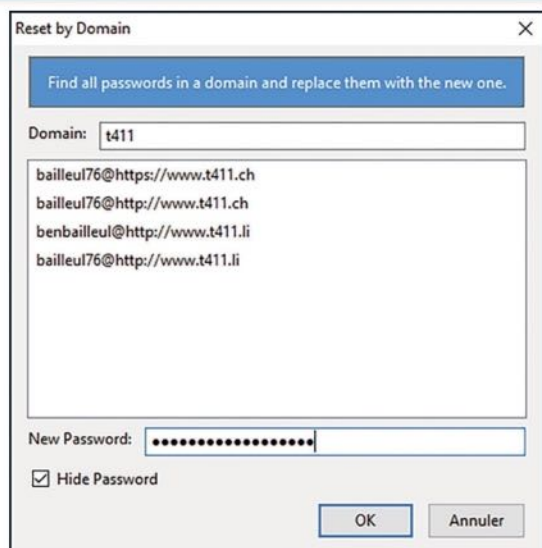 Reset by Domain
Find all passwords in a domain and replace them with the new one.
Domain: t411
bailleul76@https://www.t411.ch
bailleul76@http://www.t411.ch
benbailleul@http://www.t411.li
bailleul76@http://www.t411.li
New Password: ••••••••••••••••••
Hide Password
OK Annuler